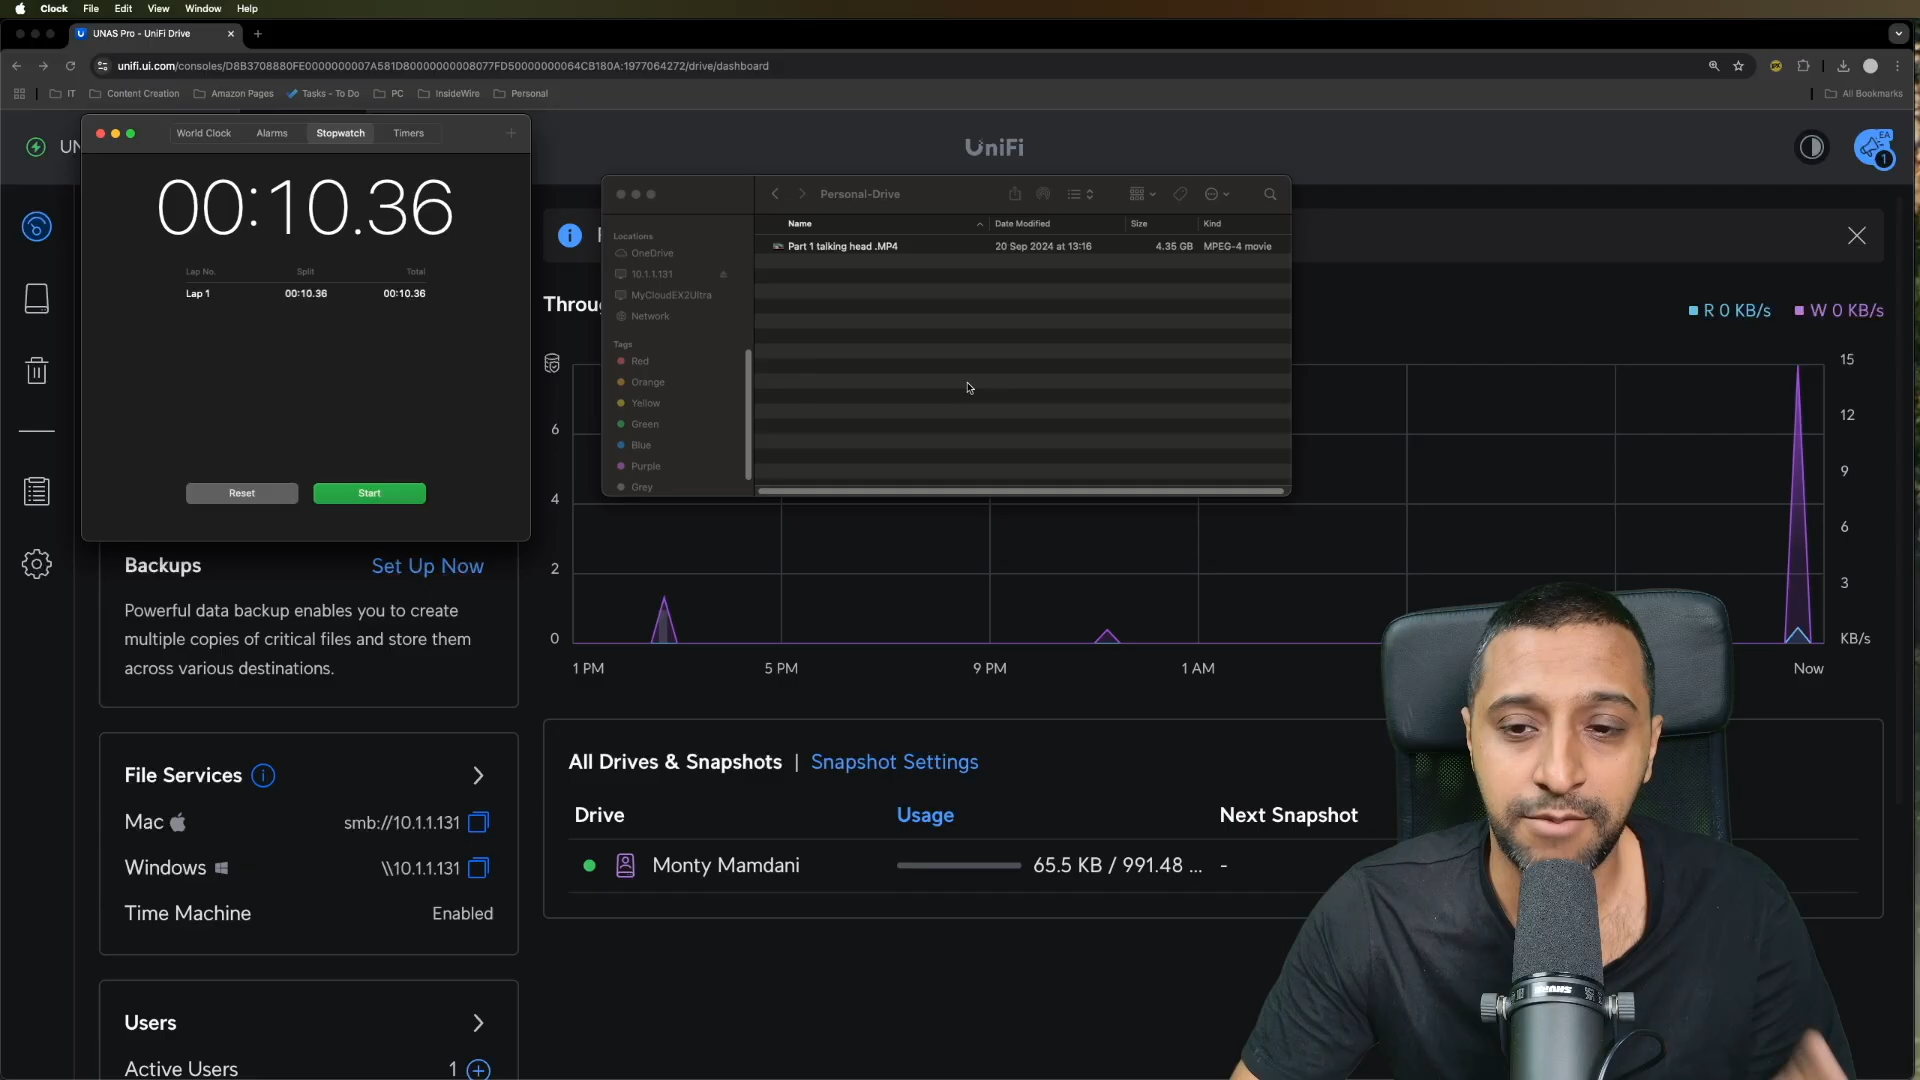 Clock File Edit View Window Help
UNAS Pro - UniFi Drive
unifi.ui.com/consoles/D8B3708880FE0000000007A581D80000000008077FD50000000064CB180A:1977064272/drive/dashboard
IT Content Creation Amazon Pages Tasks - To Do PC InsideWire Personal All Bookmarks
UN
UniFi
EA
1
World Clock Alarms Stopwatch Timers
00:10.36
Lap No. Split Total
Lap 1 00:10.36 00:10.36
Reset Start
Personal-Drive
Name Date Modified Size Kind
Part 1 talking head .MP4 20 Sep 2024 at 13:16 4.35 GB MPEG-4 movie
Locations
OneDrive
10.1.1.131
MyCloudEX2Ultra
Network
Tags
Red
Orange
Yellow
Green
Blue
Purple
Grey
Throu
R 0 KB/s W 0 KB/s
15
12
9
6
3
KB/s
6
4
2
0
1 PM 5 PM 9 PM 1 AM Now
Backups Set Up Now
Powerful data backup enables you to create
multiple copies of critical files and store them
across various destinations.
File Services
Mac smb://10.1.1.131
Windows \\10.1.1.131
Time Machine Enabled
Users
Active Users 1
All Drives & Snapshots | Snapshot Settings
Drive Usage Next Snapshot
Monty Mamdani 65.5 KB / 991.48 ... -
SHURE